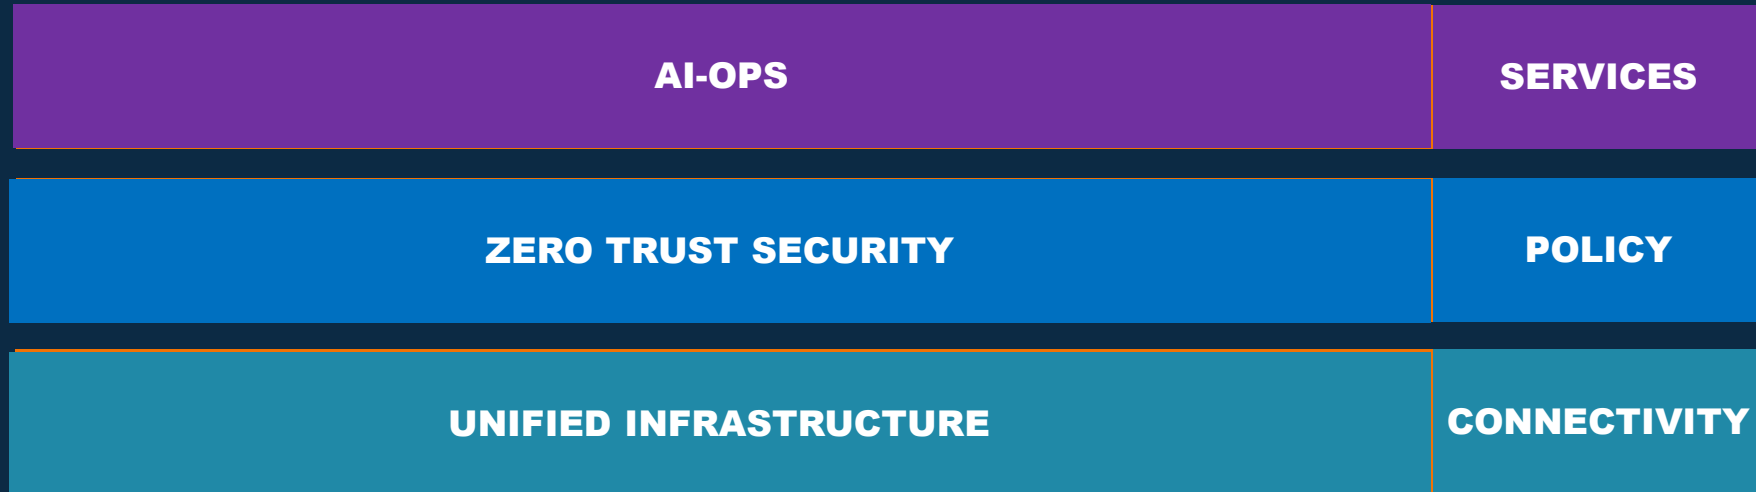 AI-OPS
SERVICES
ZERO TRUST SECURITY
POLICY
UNIFIED INFRASTRUCTURE
CONNECTIVITY